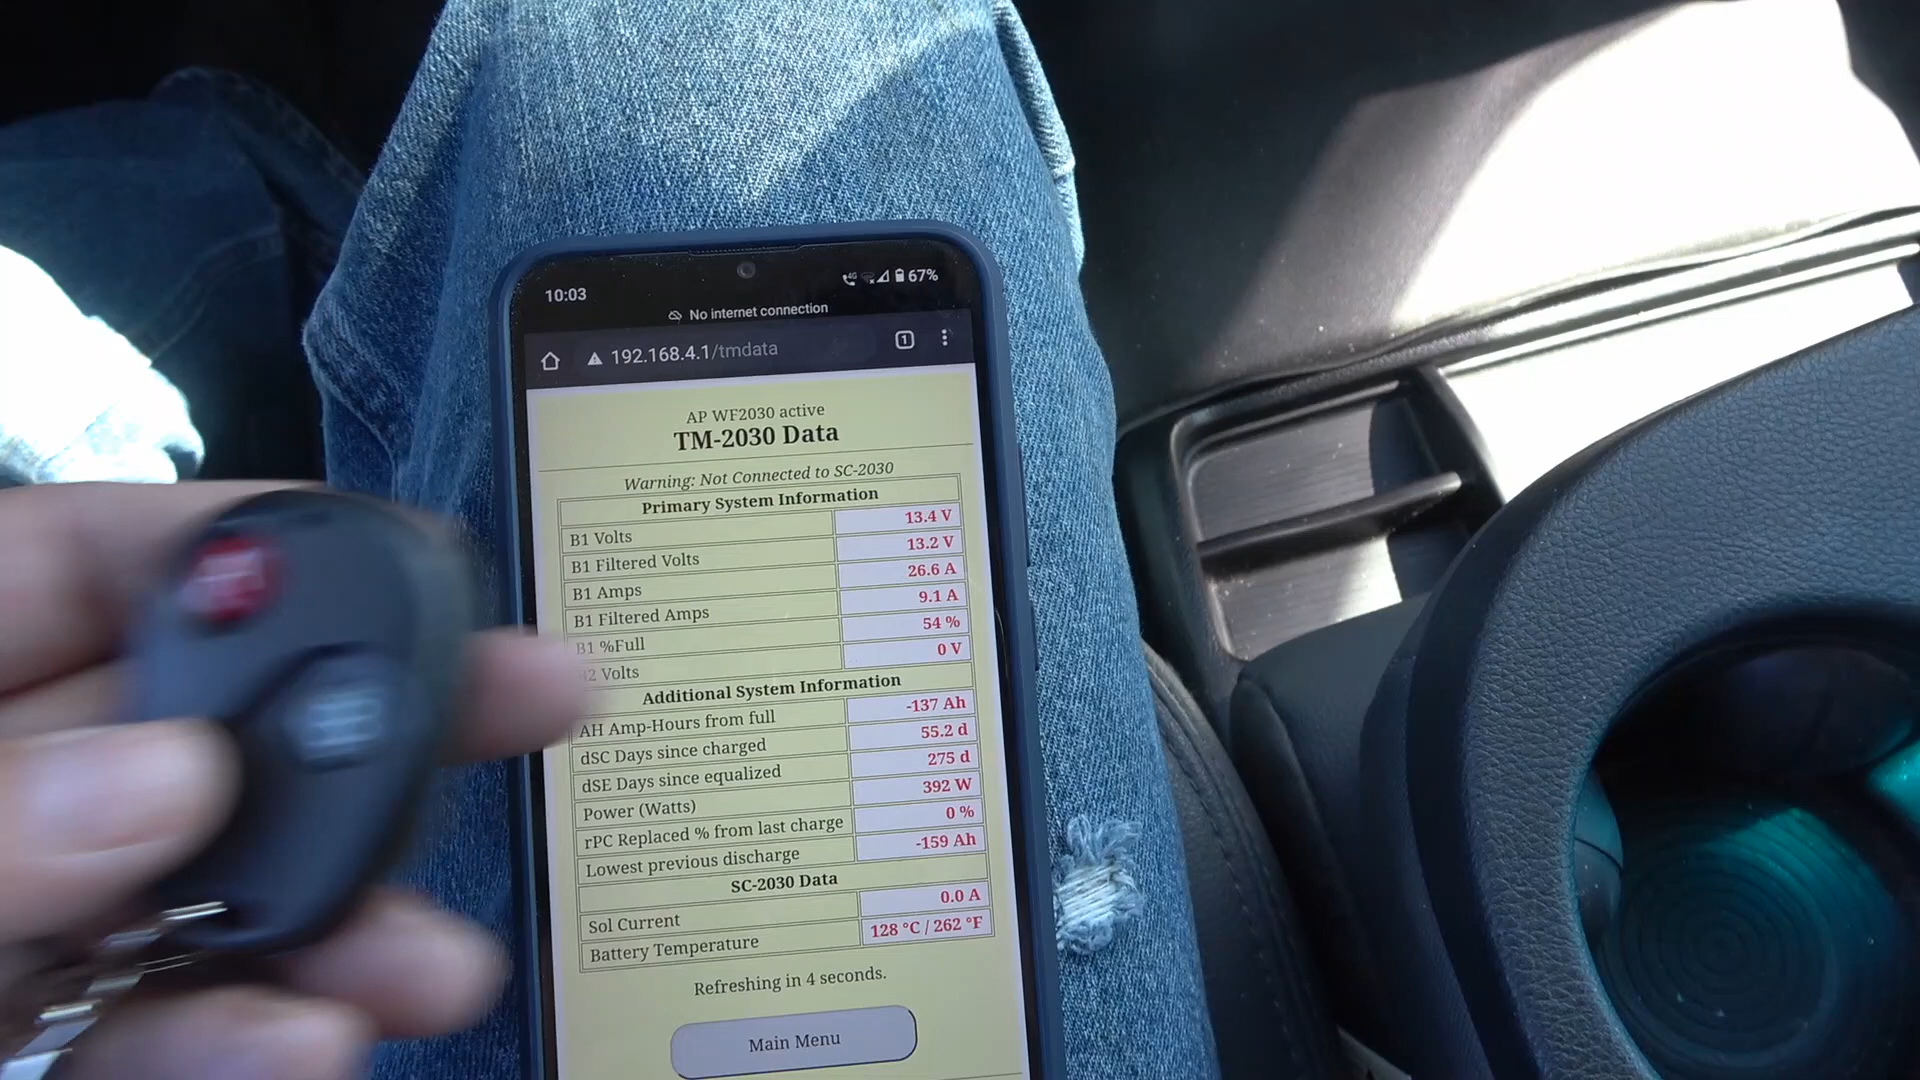 10:03
4G 67%
No internet connection
192.168.4.1/tmdata
1
AP WF2030 active
TM-2030 Data
Warning: Not Connected to SC-2030
Primary System Information
B1 Volts 13.4 V
B1 Filtered Volts 13.2 V
B1 Amps 26.6 A
B1 Filtered Amps 9.1 A
B1 %Full 54 %
Volts 0 V
Additional System Information
AH Amp-Hours from full -137 Ah
dSC Days since charged 55.2 d
dSE Days since equalized 275 d
Power (Watts) 392 W
rPC Replaced % from last charge 0 %
Lowest previous discharge -159 Ah
SC-2030 Data
Sol Current 0.0 A
Battery Temperature 128 °C / 262 °F
Refreshing in 4 seconds.
Main Menu